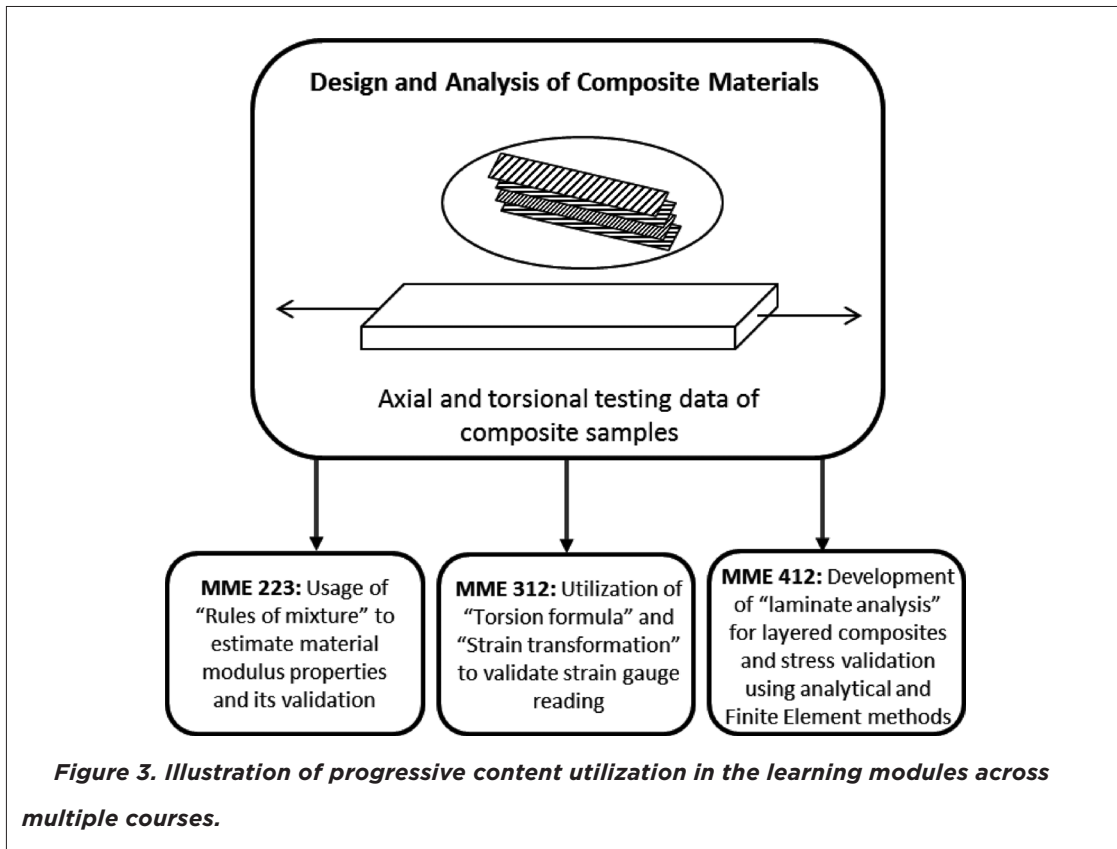 Design and Analysis of Composite Materials
Axial and torsional testing data of
composite samples
MME 223: Usage of
“Rules of mixture” to
estimate material
modulus properties
and its validation
MME 312: Utilization of
“Torsion formula” and
“Strain transformation”
to validate strain gauge
reading
MME 412: Development
of “laminate analysis”
for layered composites
and stress validation
using analytical and
Finite Element methods
Figure 3. Illustration of progressive content utilization in the learning modules across
multiple courses.